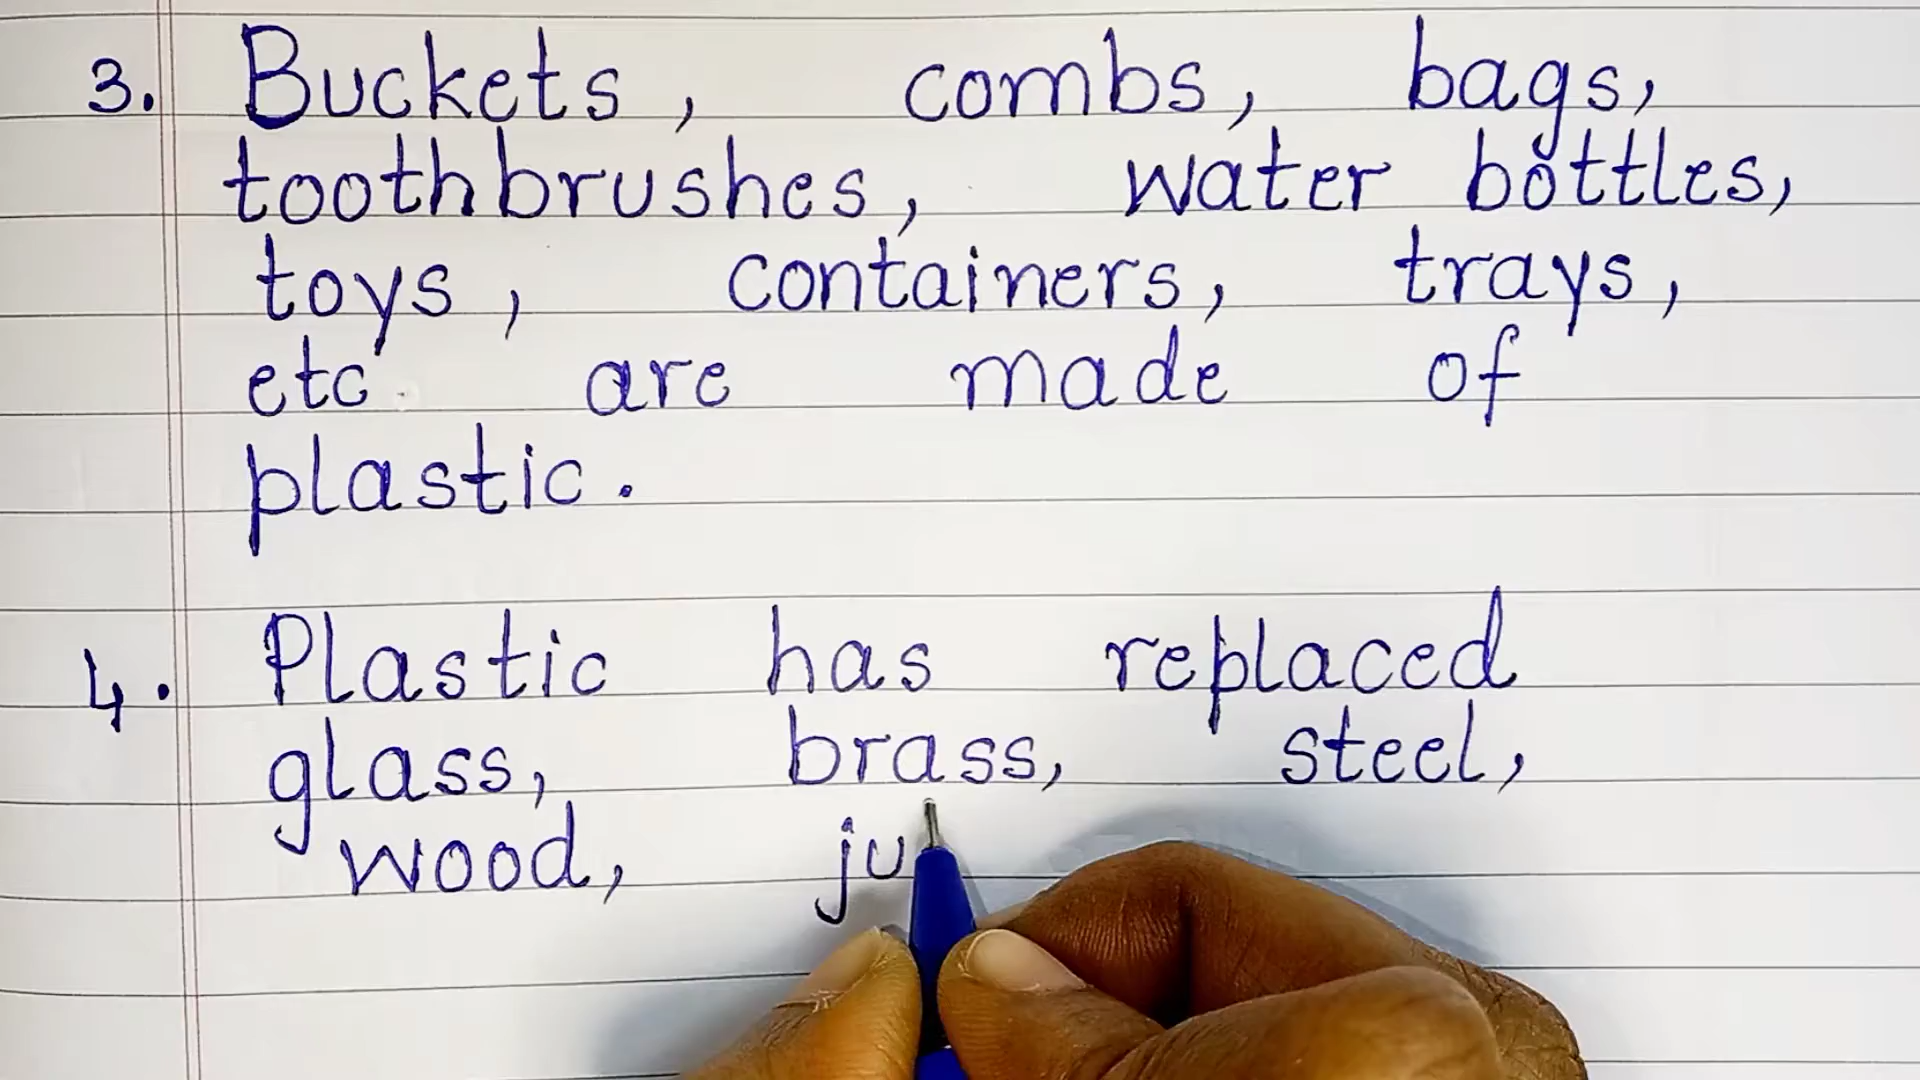 3. Buckets, combs, bags,
toothbrushes, water bottles,
toys, containers, trays,
etc. are made of
plastic.
4. Plastic has replaced
glass, brass, steel,
wood, ju